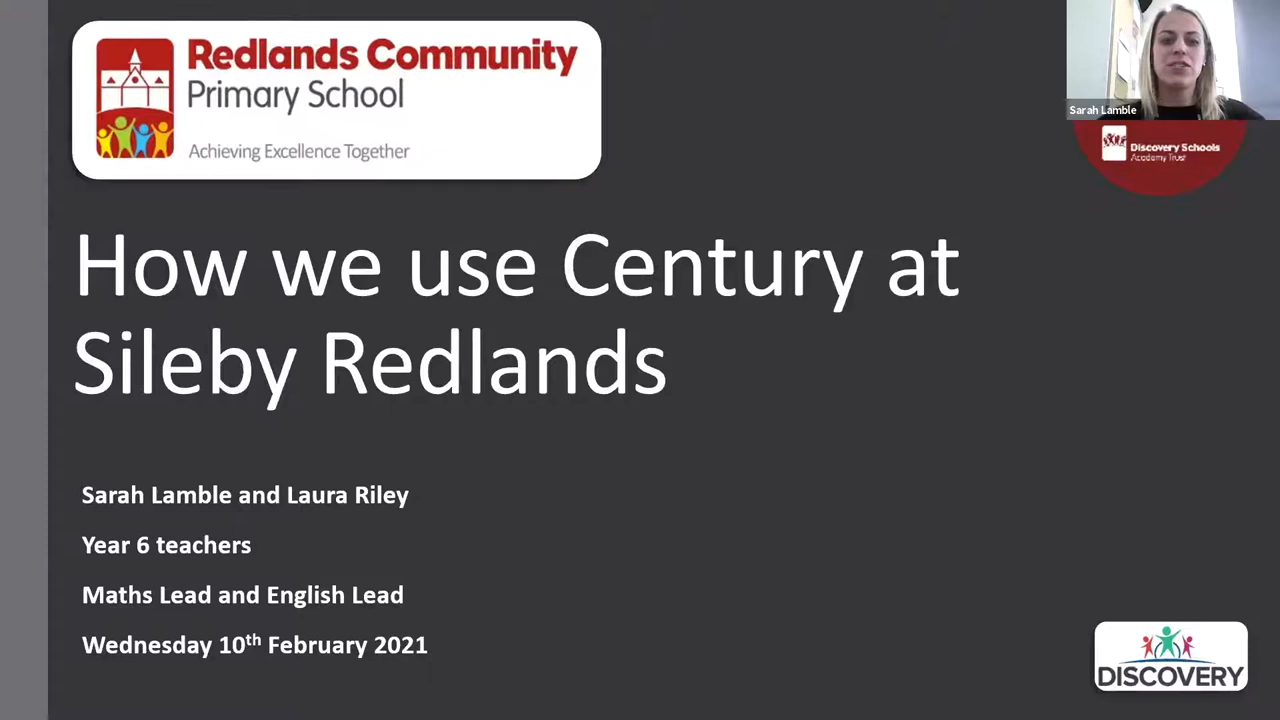 Redlands Community
Primary School
Achieving Excellence Together
Sarah Lamble
Discovery Schools
Academy Trust
How we use Century at
Sileby Redlands
Sarah Lamble and Laura Riley
Year 6 teachers
Maths Lead and English Lead
Wednesday 10th February 2021
DISCOVERY